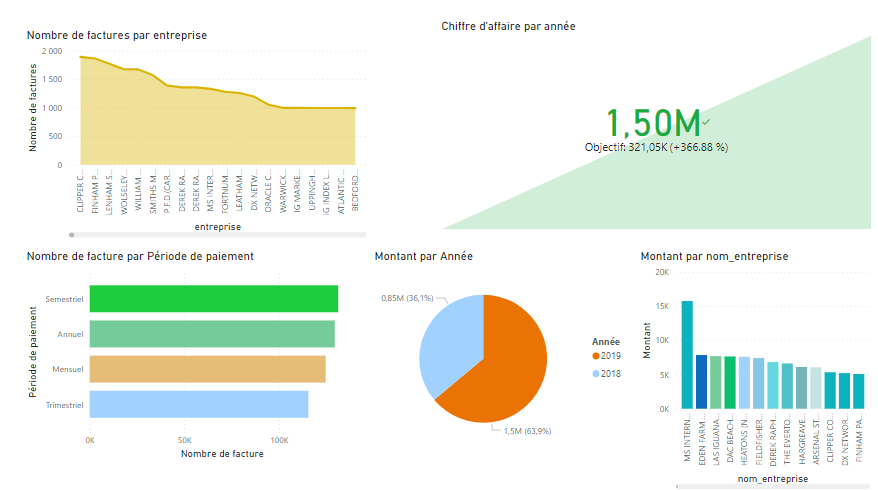 Nombre de factures par entreprise
Nombre de factures
2 000
1 500
1 000
500
0
CLIPPER C...
FINHAM P...
LENHAM S...
WOLSELEY...
WILLIAM ...
SMITHS M...
P.F.D.(CAR...
DEREK RA...
DEREK RA...
MS INTER...
FORTNUM...
LEATHAM...
DX NETW...
ORACLE C...
WARWICK...
IG MARKE...
UPPINGH...
IG INDEX L...
ATLANTIC ...
BEDFORD...
entreprise
Chiffre d'affaire par année
1,50M
Objectif: 321,05K (+366.88 %)
Nombre de facture par Période de paiement
Période de paiement
Semestriel
Annuel
Mensuel
Trimestriel
0K
50K
100K
Nombre de facture
Montant par Année
0,85M (36,1%)
1,5M (63,9%)
Année
2019
2018
Montant par nom_entreprise
Montant
20K
15K
10K
5K
0K
MS INTERN...
EDEN FARM ...
LAS IGUANA...
DAC BEACH...
HEATONS (N...
FIELDFISHER...
DEREK RAPH...
THE EVERTO...
HARGREAVE...
ARSENAL ST...
CLIPPER CO...
DX NETWOR...
FINHAM PA...
nom_entreprise